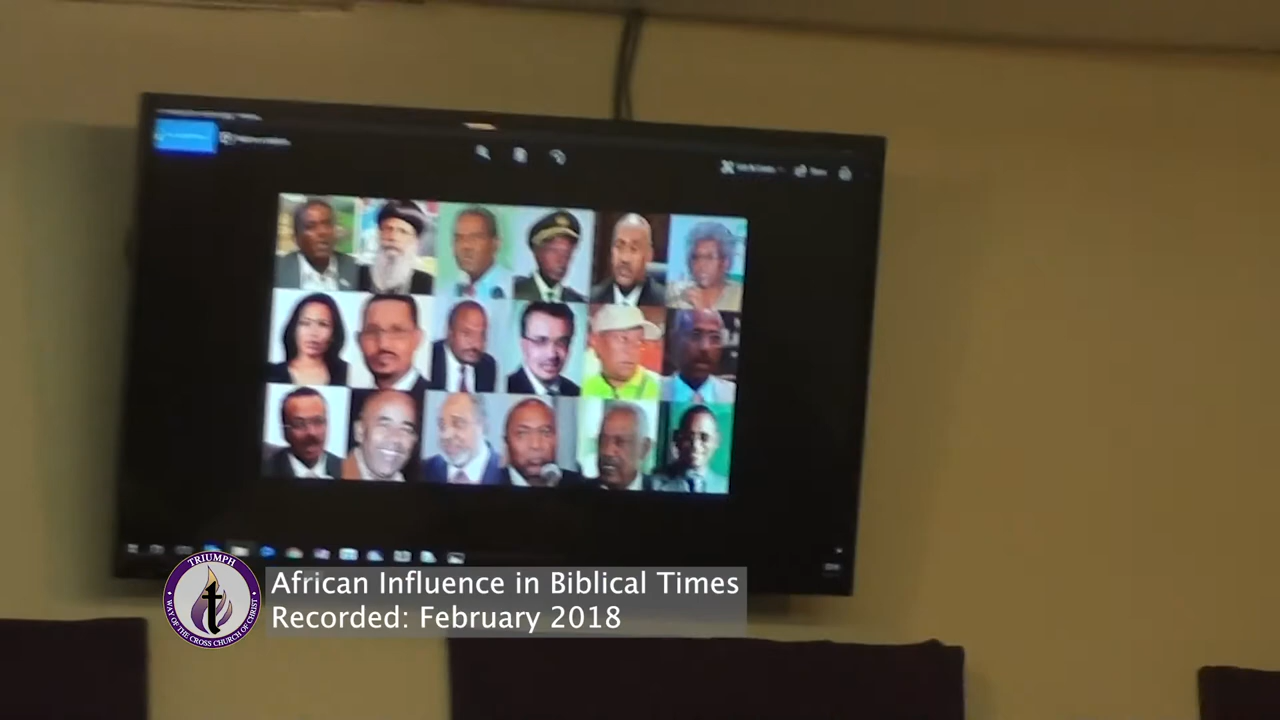 TRIUMPH
WAY OF THE CROSS CHURCH OF CHRIST
African Influence in Biblical Times
Recorded: February 2018